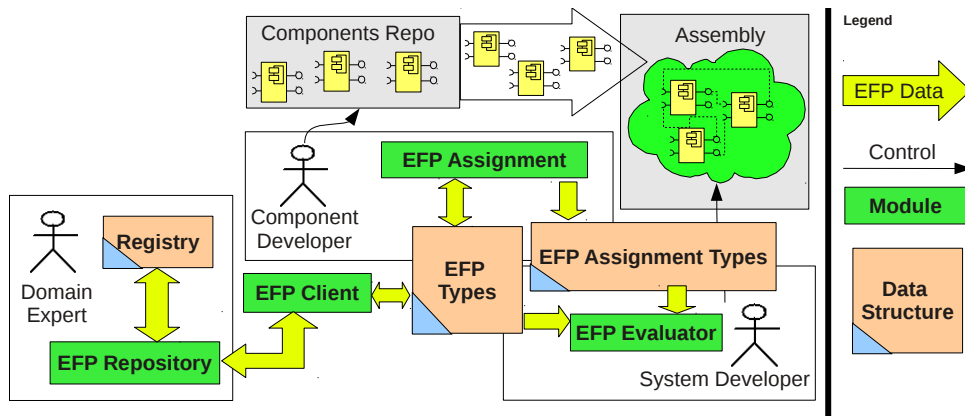 Components Repo
Assembly
Legend
EFP Data
Control
Module
Data
Structure
EFP Assignment
Component
Developer
Registry
Domain
Expert
EFP Client
EFP
Types
EFP Assignment Types
EFP Repository
EFP Evaluator
System Developer